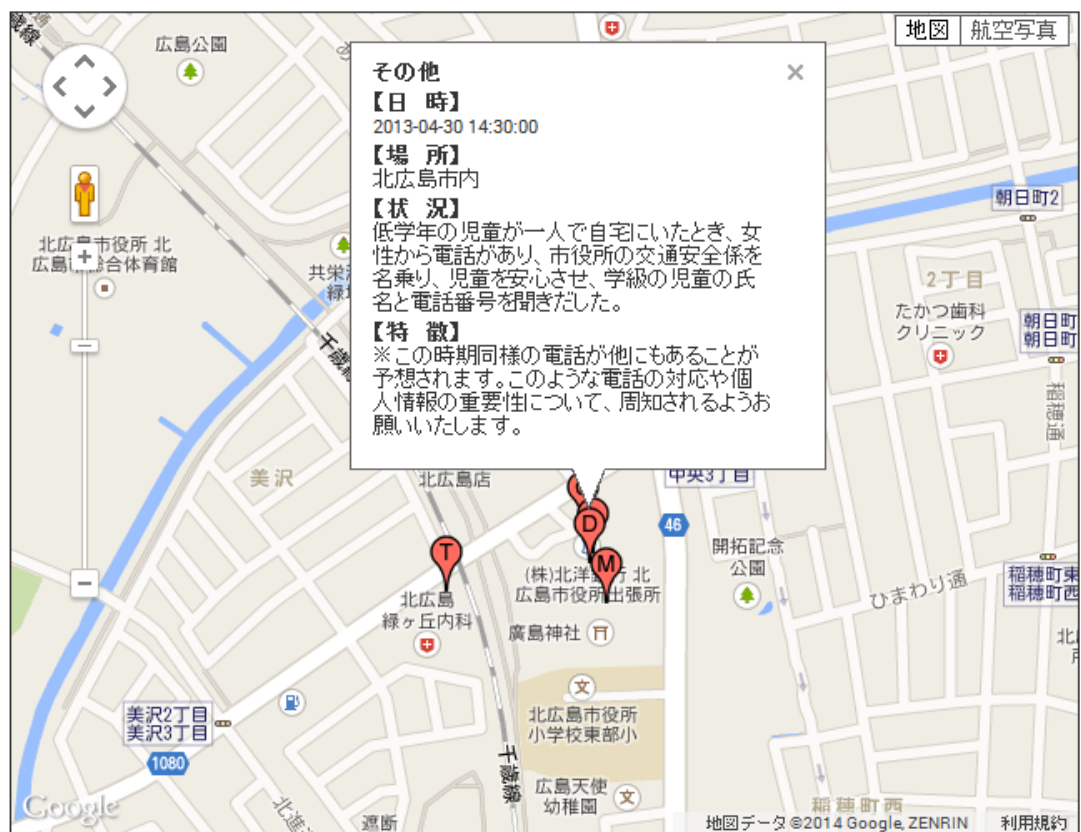 千歳線
広島公園
地図
航空写真
その他
【日 時】
2013-04-30 14:30:00
【場 所】
北広島市内
【状 況】
低学年の児童が一人で自宅にいたとき、女
性から電話があり、市役所の交通安全係を
名乗り、児童を安心させ、学級の児童の氏
名と電話番号を聞きだした。
【特 徴】
※この時期同様の電話が他にもあることが
予想されます。このような電話の対応や個
人情報の重要性について、周知されるようお
願いいたします。
朝日町2
北広島市役所 北
広島市総合体育館
共栄
緑
千歳線
2丁目
たかつ歯科
クリニック
朝日町
朝日町
稲穂通
美沢
北広島店
中央3丁目
46
D
T
M
開拓記念
公園
(株)北洋銀行 北
広島市役所出張所
稲穂町東
稲穂町西
ひまわり通
北広島
緑ヶ丘内科
廣島神社
北広島市役所
小学校東部小
美沢2丁目
美沢3丁目
1080
千歳線
広島天使
幼稚園
稲穂町西
北進
遮断
Google
地図データ ©2014 Google, ZENRIN
利用規約